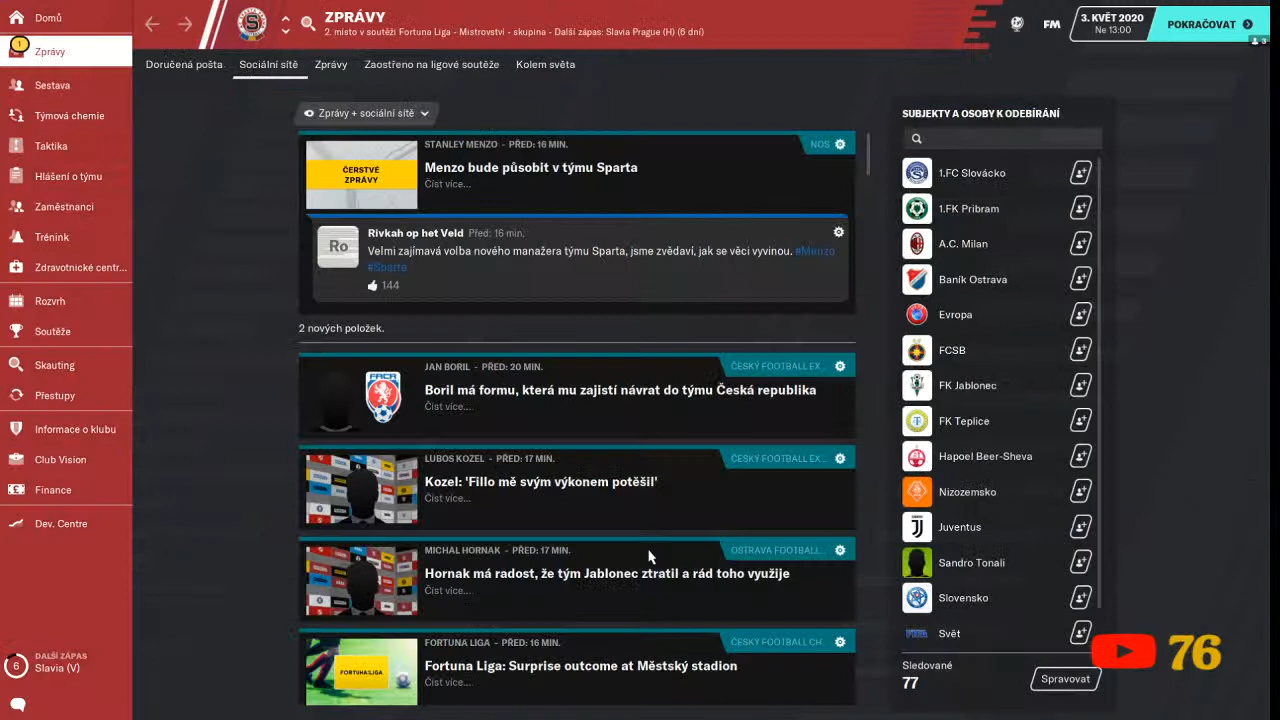 Domů
1
Zprávy
Sestava
Týmová chemie
Taktika
Hlášení o týmu
Zaměstnanci
Trénink
Zdravotnické centr...
Rozvrh
Soutěže
Skauting
Přestupy
Informace o klubu
Club Vision
Finance
Dev. Centre
6
DALŠÍ ZÁPAS
Slavia (V)
ZPRÁVY
2. místo v soutěži Fortuna Liga - Mistrovství - skupina - Další zápas: Slavia Prague (H) (6 dní)
FM
3. KVĚT 2020
Ne 13:00
POKRAČOVAT
3
Doručená pošta
Sociální sítě
Zprávy
Zaostřeno na ligové soutěže
Kolem světa
Zprávy + sociální sítě
ČERSTVÉ
ZPRÁVY
STANLEY MENZO - PŘED: 16 MIN.
NOS
Menzo bude působit v týmu Sparta
Číst více...
Ro
Rivkah op het Veld Před: 16 min.
Velmi zajímavá volba nového manažera týmu Sparta, jsme zvědaví, jak se věci vyvinou. #Menzo
#Sparta
144
2 nových položek.
FAČR
JAN BORIL - PŘED: 20 MIN.
ČESKÝ FOOTBALL EX...
Boril má formu, která mu zajistí návrat do týmu Česká republika
Číst více...
LUBOS KOZEL - PŘED: 17 MIN.
ČESKÝ FOOTBALL EX...
Kozel: 'Fillo mě svým výkonem potěšil'
Číst více...
MICHAL HORNAK - PŘED: 17 MIN.
OSTRAVA FOOTBALL...
Hornak má radost, že tým Jablonec ztratil a rád toho využije
Číst více...
FORTUNA:LIGA
FORTUNA LIGA - PŘED: 16 MIN.
ČESKÝ FOOTBALL CH...
Fortuna Liga: Surprise outcome at Městský stadion
Číst více...
SUBJEKTY A OSOBY K ODEBÍRÁNÍ
1.FC Slovácko
1.FK Pribram
A.C. Milan
Baník Ostrava
Evropa
FCSB
FK Jablonec
FK Teplice
Hapoel Beer-Sheva
Nizozemsko
Juventus
Sandro Tonali
Slovensko
FIFA
Svět
Sledované
77
Spravovat
76